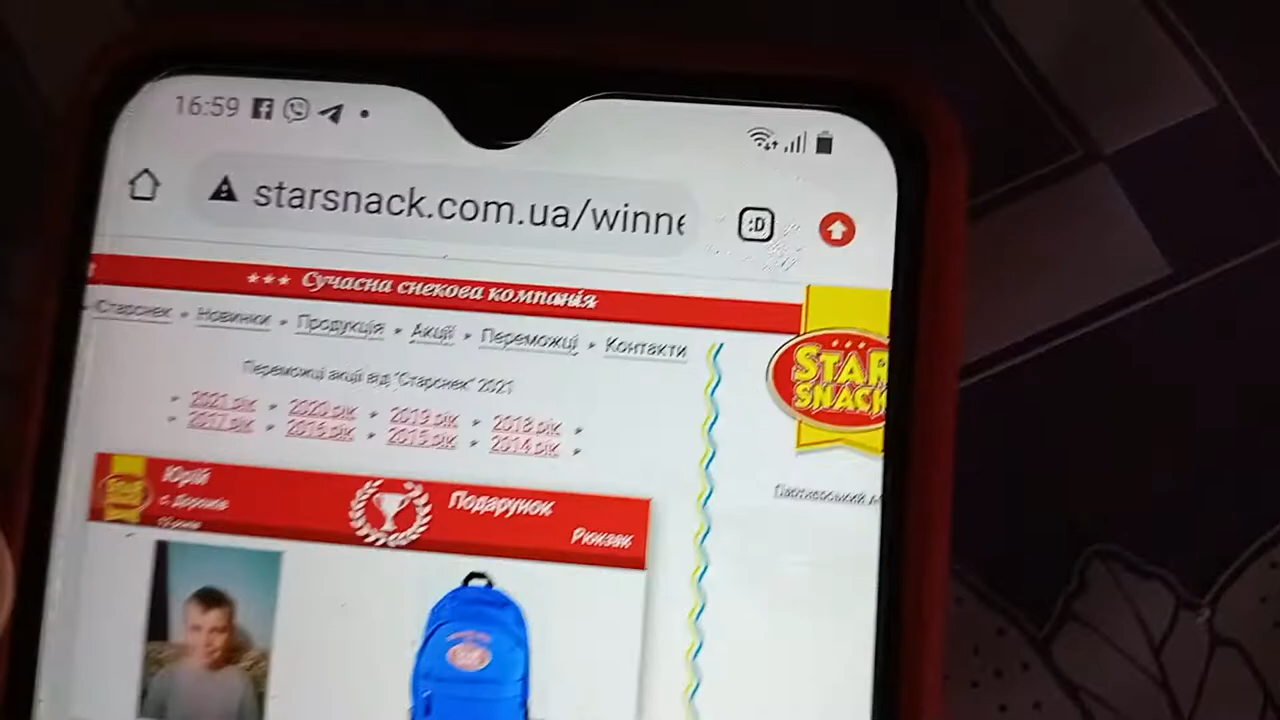 16:59
starsnack.com.ua/winne
:D
*** Сучасна снекова компанія
Старснек » Новинки » Продукція » Акції » Переможці » Контакти
STAR
SNACK
Переможці акції від "Старснек" 2021
» 2021 рік » 2020 рік » 2019 рік » 2018 рік »
» 2017 рік » 2016 рік » 2015 рік » 2014 рік »
Юрій
Подарунок
Рюкзак